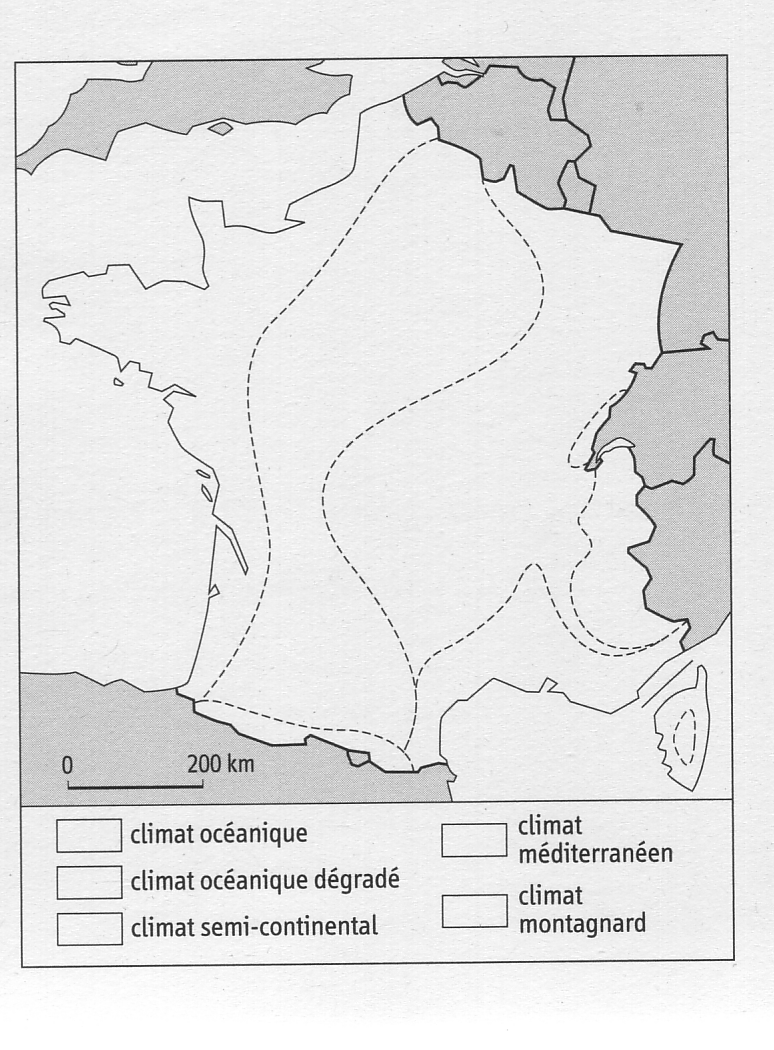 0
200 km
climat océanique
climat océanique dégradé
climat semi-continental
climat
méditerranéen
climat
montagnard